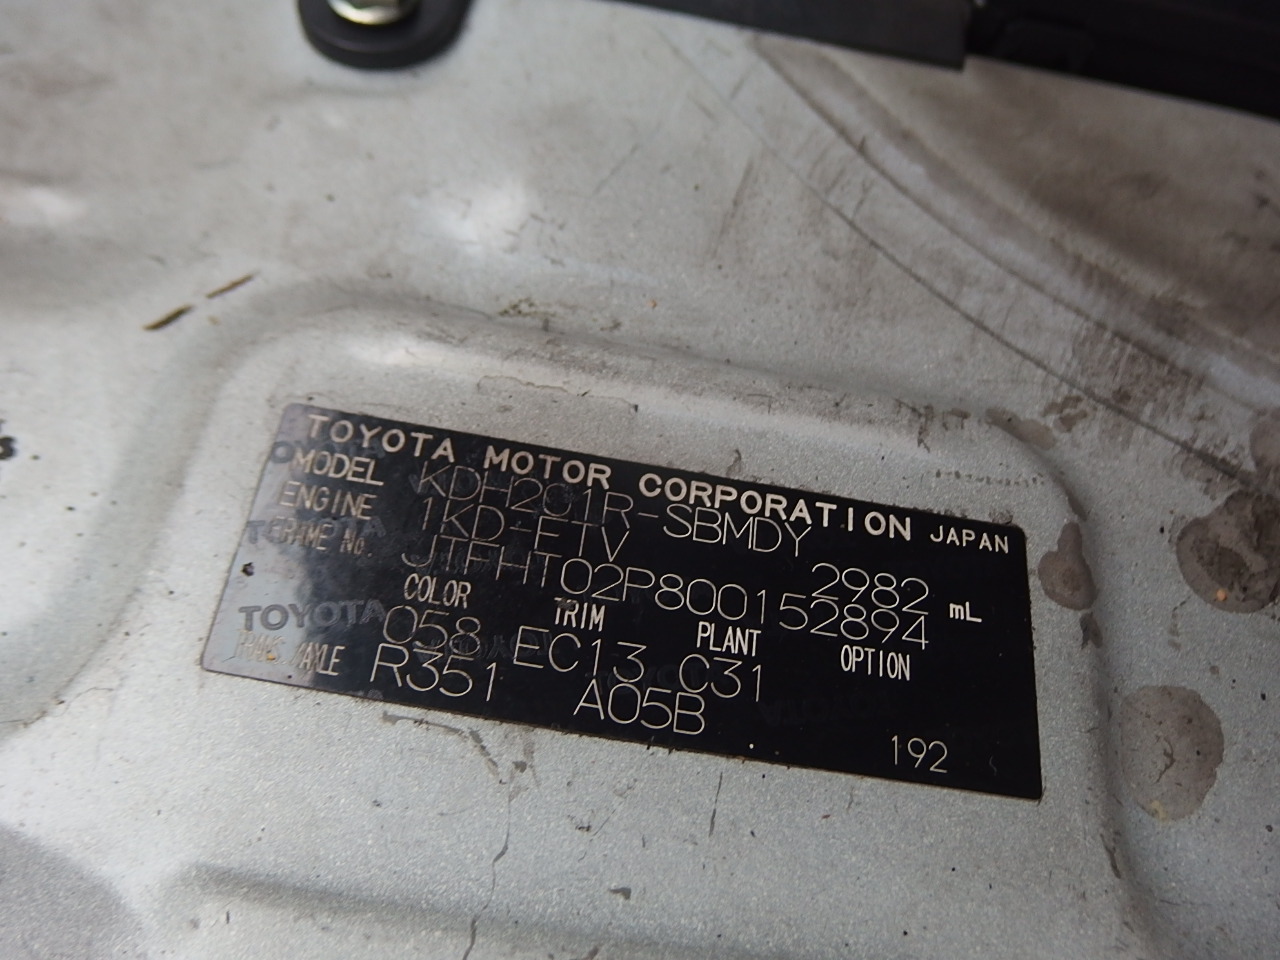 TOYOTA MOTOR CORPORATION JAPAN
MODEL KDH201R-SBMDY
ENGINE 1KD-FTV 2982 mL
FRAME No. JTFHT02P800152894
COLOR TRIM PLANT OPTION
058 EC13 C31
TRANS./AXLE R351 A05B
192
TOYOTA